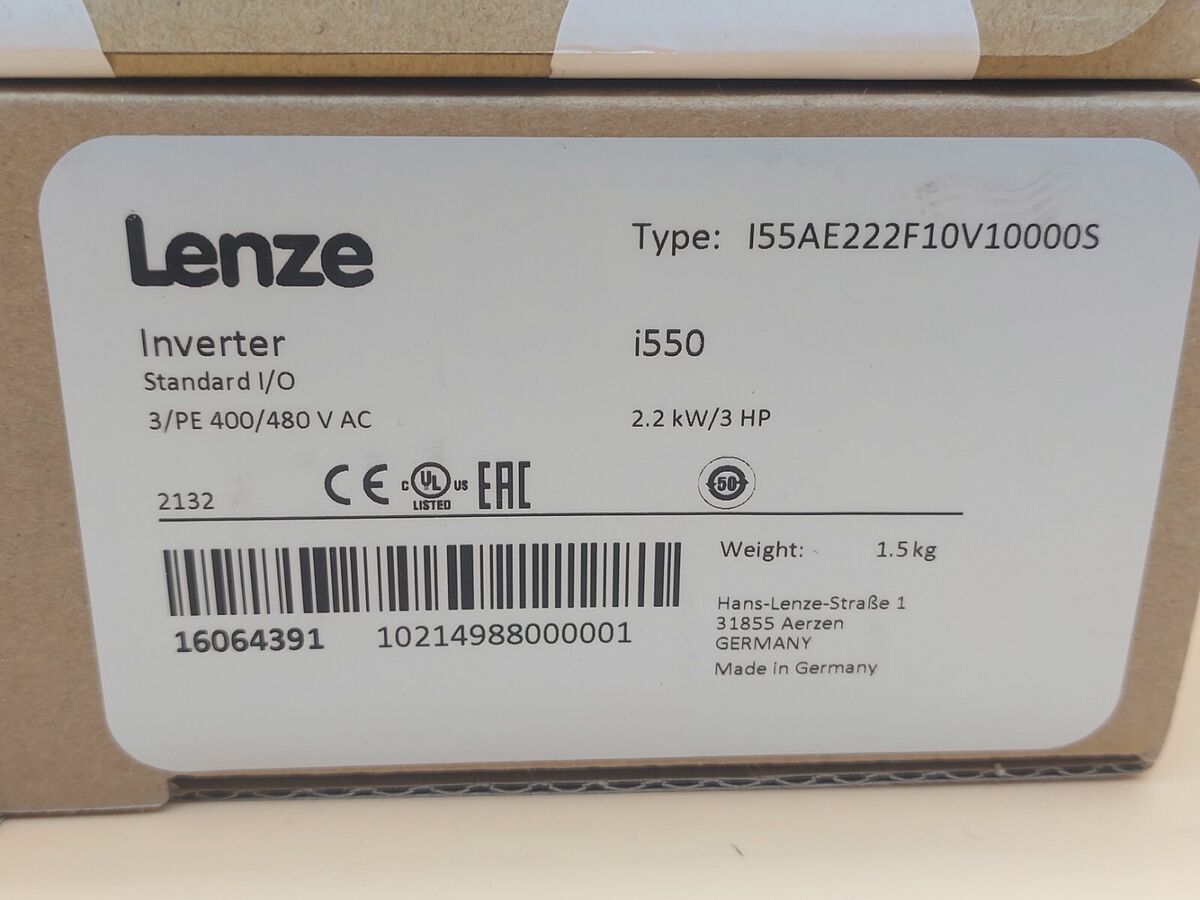 Lenze
Type: I55AE222F10V10000S
Inverter
i550
Standard I/O
3/PE 400/480 V AC
2.2 kW/3 HP
2132
CE
C UL US
LISTED
EAC
50
Weight: 1.5 kg
16064391 10214988000001
Hans-Lenze-Straße 1
31855 Aerzen
GERMANY
Made in Germany